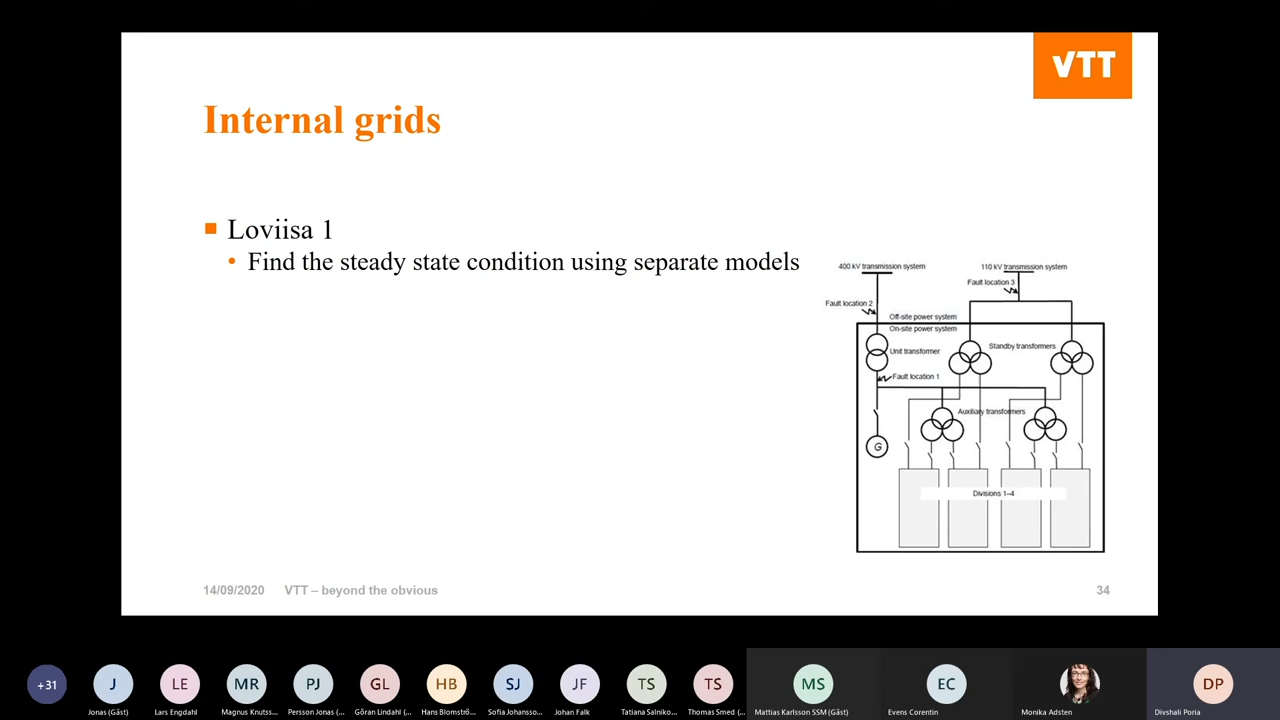 VTT
Internal grids
Loviisa 1
Find the steady state condition using separate models
400 kV transmission system
110 kV transmission system
Fault location 3
Fault location 2
Off-site power system
On-site power system
Unit transformer
Standby transformers
Fault location 1
Auxiliary transformers
G
Divisions 1-4
14/09/2020
VTT – beyond the obvious
34
+31
J
LE
MR
PJ
GL
HB
SJ
JF
TS
TS
MS
EC
DP
Jonas (Gäst)
Lars Engdahl
Magnus Knutss...
Persson Jonas (...
Göran Lindahl (...
Hans Blomströ...
Sofia Johansso...
Johan Falk
Tatiana Salniko...
Thomas Smed (...
Mattias Karlsson SSM (Gäst)
Evens Corentin
Monika Adsten
Divshali Poria